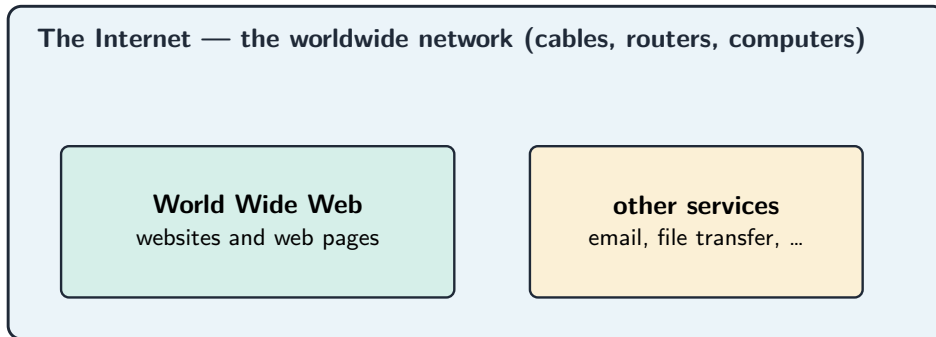 The Internet — the worldwide network (cables, routers, computers)
World Wide Web
websites and web pages
other services
email, file transfer, …